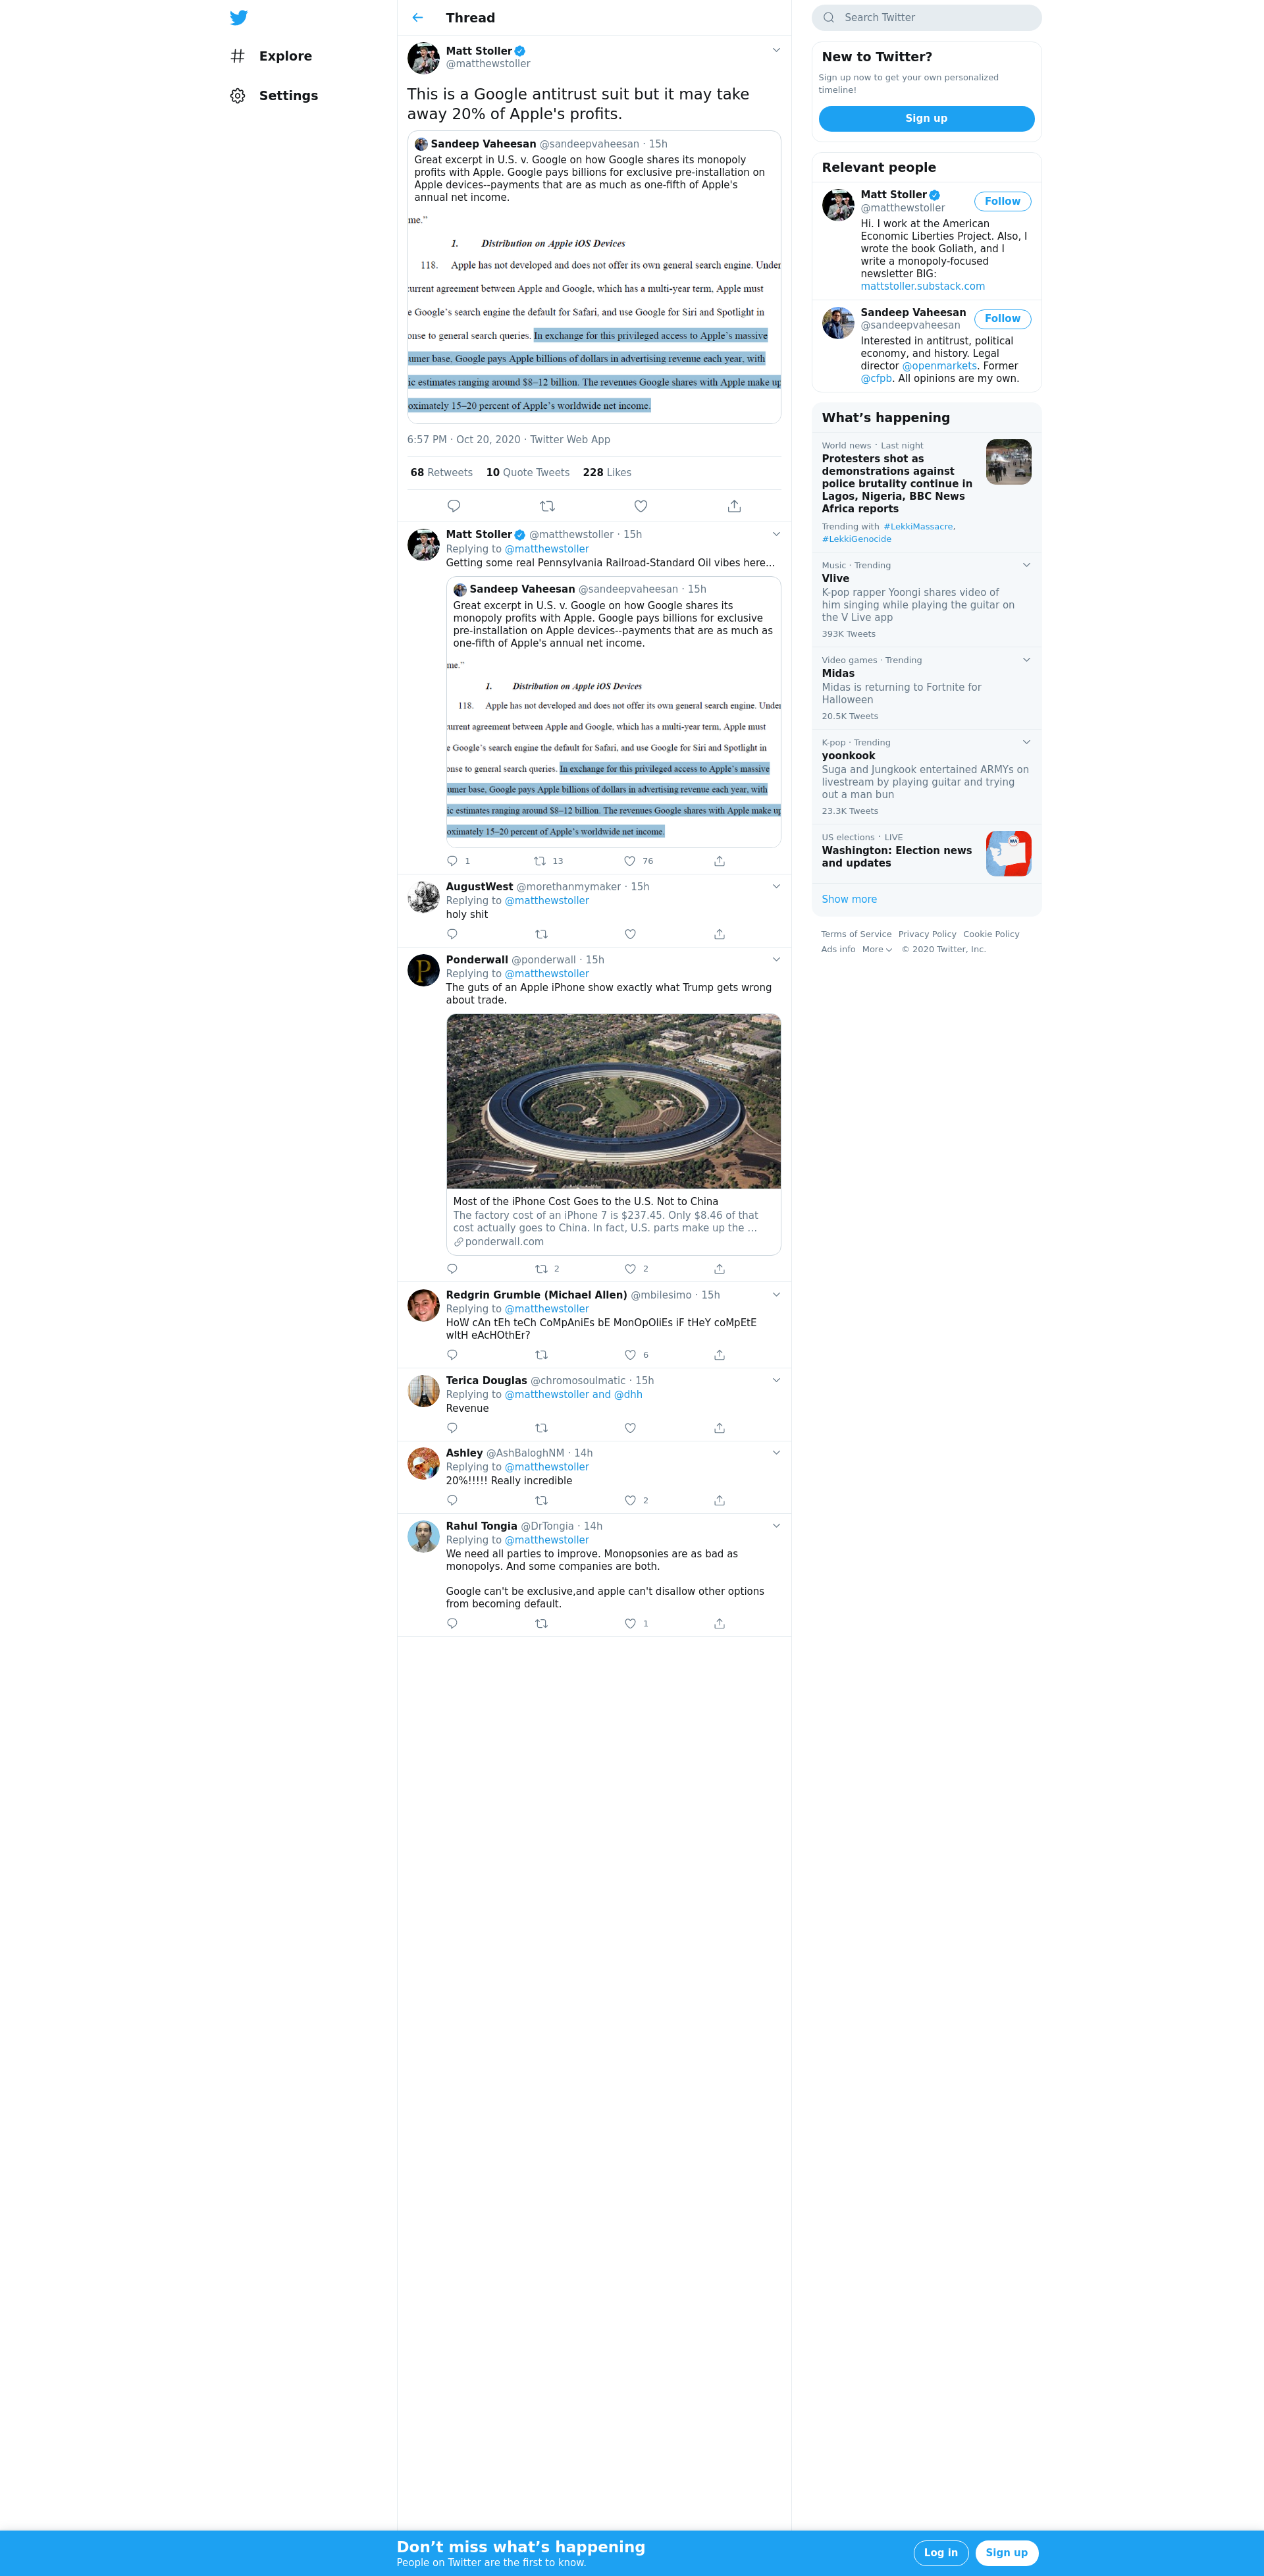 Explore
Settings
Thread
Matt Stoller
@matthewstoller
This is a Google antitrust suit but it may take
away 20% of Apple's profits.
Sandeep Vaheesan @sandeepvaheesan · 15h
Great excerpt in U.S. v. Google on how Google shares its monopoly
profits with Apple. Google pays billions for exclusive pre-installation on
Apple devices--payments that are as much as one-fifth of Apple's
annual net income.
me.”
1. Distribution on Apple iOS Devices
118. Apple has not developed and does not offer its own general search engine. Under
urrent agreement between Apple and Google, which has a multi-year term, Apple must
e Google’s search engine the default for Safari, and use Google for Siri and Spotlight in
onse to general search queries. In exchange for this privileged access to Apple’s massive
umer base, Google pays Apple billions of dollars in advertising revenue each year, with
ic estimates ranging around $8–12 billion. The revenues Google shares with Apple make up
oximately 15–20 percent of Apple’s worldwide net income.
6:57 PM · Oct 20, 2020 · Twitter Web App
68 Retweets 10 Quote Tweets 228 Likes
Matt Stoller @matthewstoller · 15h
Replying to @matthewstoller
Getting some real Pennsylvania Railroad-Standard Oil vibes here...
Sandeep Vaheesan @sandeepvaheesan · 15h
Great excerpt in U.S. v. Google on how Google shares its
monopoly profits with Apple. Google pays billions for exclusive
pre-installation on Apple devices--payments that are as much as
one-fifth of Apple's annual net income.
me.”
1. Distribution on Apple iOS Devices
118. Apple has not developed and does not offer its own general search engine. Under
urrent agreement between Apple and Google, which has a multi-year term, Apple must
e Google’s search engine the default for Safari, and use Google for Siri and Spotlight in
onse to general search queries. In exchange for this privileged access to Apple’s massive
umer base, Google pays Apple billions of dollars in advertising revenue each year, with
ic estimates ranging around $8–12 billion. The revenues Google shares with Apple make up
oximately 15–20 percent of Apple’s worldwide net income.
1 13 76
AugustWest @morethanmymaker · 15h
Replying to @matthewstoller
holy shit
Ponderwall @ponderwall · 15h
Replying to @matthewstoller
The guts of an Apple iPhone show exactly what Trump gets wrong
about trade.
Most of the iPhone Cost Goes to the U.S. Not to China
The factory cost of an iPhone 7 is $237.45. Only $8.46 of that
cost actually goes to China. In fact, U.S. parts make up the ...
ponderwall.com
2 2
Redgrin Grumble (Michael Allen) @mbilesimo · 15h
Replying to @matthewstoller
HoW cAn tEh teCh CoMpAniEs bE MonOpOliEs iF tHeY coMpEtE
wItH eAcHOthEr?
6
Terica Douglas @chromosoulmatic · 15h
Replying to @matthewstoller and @dhh
Revenue
Ashley @AshBaloghNM · 14h
Replying to @matthewstoller
20%!!!!! Really incredible
2
Rahul Tongia @DrTongia · 14h
Replying to @matthewstoller
We need all parties to improve. Monopsonies are as bad as
monopolys. And some companies are both.
Google can't be exclusive,and apple can't disallow other options
from becoming default.
1
Search Twitter
New to Twitter?
Sign up now to get your own personalized
timeline!
Sign up
Relevant people
Matt Stoller
@matthewstoller
Follow
Hi. I work at the American
Economic Liberties Project. Also, I
wrote the book Goliath, and I
write a monopoly-focused
newsletter BIG:
mattstoller.substack.com
Sandeep Vaheesan
@sandeepvaheesan
Follow
Interested in antitrust, political
economy, and history. Legal
director @openmarkets. Former
@cfpb. All opinions are my own.
What’s happening
World news · Last night
Protesters shot as
demonstrations against
police brutality continue in
Lagos, Nigeria, BBC News
Africa reports
Trending with #LekkiMassacre,
#LekkiGenocide
Music · Trending
Vlive
K-pop rapper Yoongi shares video of
him singing while playing the guitar on
the V Live app
393K Tweets
Video games · Trending
Midas
Midas is returning to Fortnite for
Halloween
20.5K Tweets
K-pop · Trending
yoonkook
Suga and Jungkook entertained ARMYs on
livestream by playing guitar and trying
out a man bun
23.3K Tweets
US elections · LIVE
Washington: Election news
and updates
WA
Show more
Terms of Service Privacy Policy Cookie Policy
Ads info More © 2020 Twitter, Inc.
Don’t miss what’s happening
People on Twitter are the first to know.
Log in
Sign up